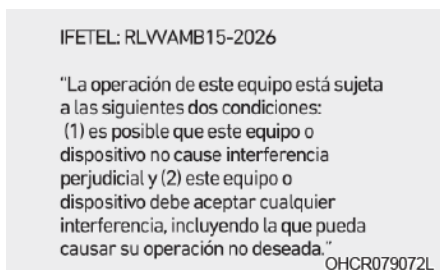 IFETEL: RLVVAMB15-2026
“La operación de este equipo está sujeta
a las siguientes dos condiciones:
(1) es posible que este equipo o
dispositivo no cause interferencia
perjudicial y (2) este equipo o
dispositivo debe aceptar cualquier
interferencia, incluyendo la que pueda
causar su operación no deseada.”
OHCR079072L